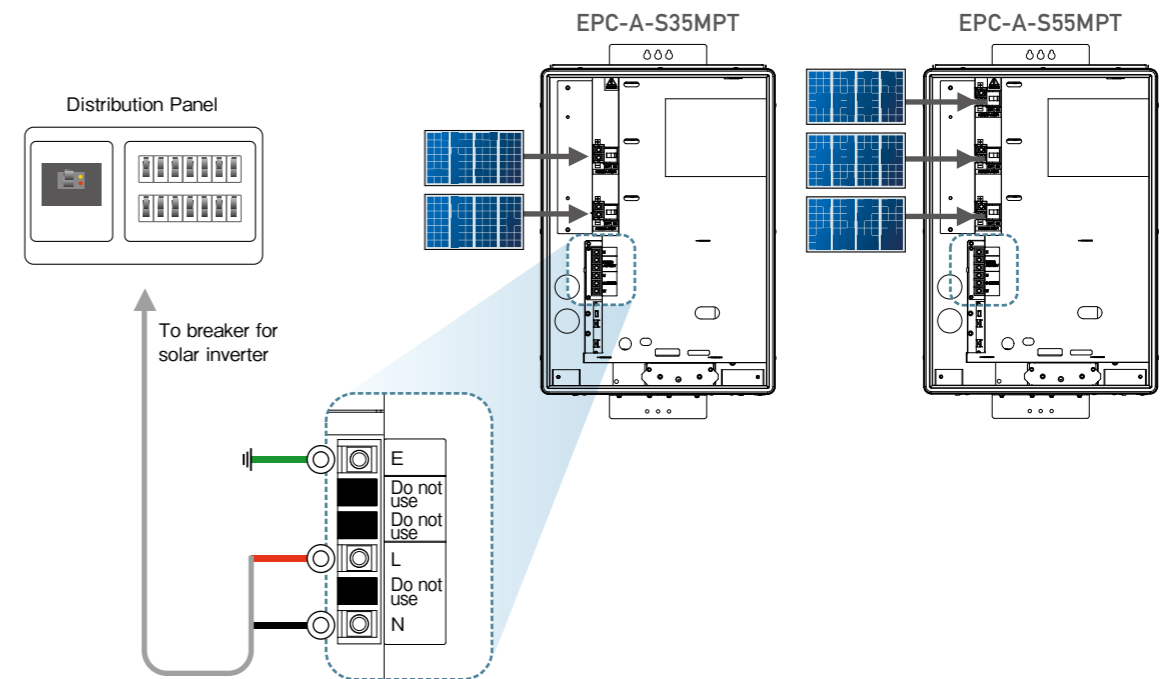 EPC-A-S35MPT
EPC-A-S55MPT
Distribution Panel
To breaker for
solar inverter
E
Do not
use
Do not
use
L
Do not
use
N